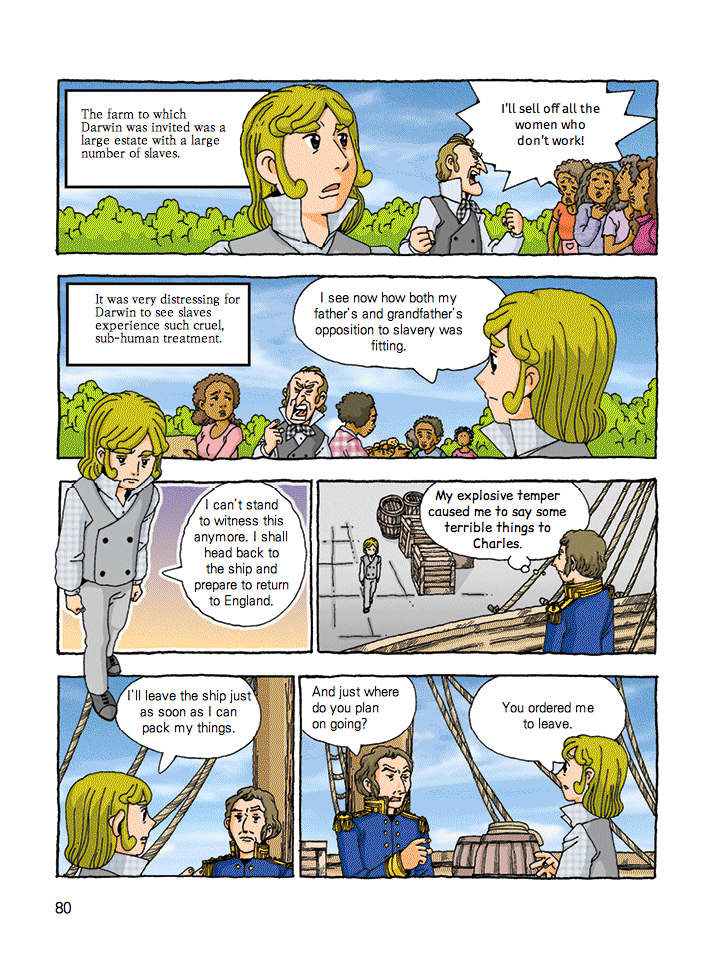 The farm to which
Darwin was invited was a
large estate with a large
number of slaves.
I'll sell off all the
women who
don't work!
It was very distressing for
Darwin to see slaves
experience such cruel,
sub-human treatment.
I see now how both my
father's and grandfather's
opposition to slavery was
fitting.
I can't stand
to witness this
anymore. I shall
head back to
the ship and
prepare to return
to England.
My explosive temper
caused me to say some
terrible things to
Charles.
I'll leave the ship just
as soon as I can
pack my things.
And just where
do you plan
on going?
You ordered me
to leave.
80